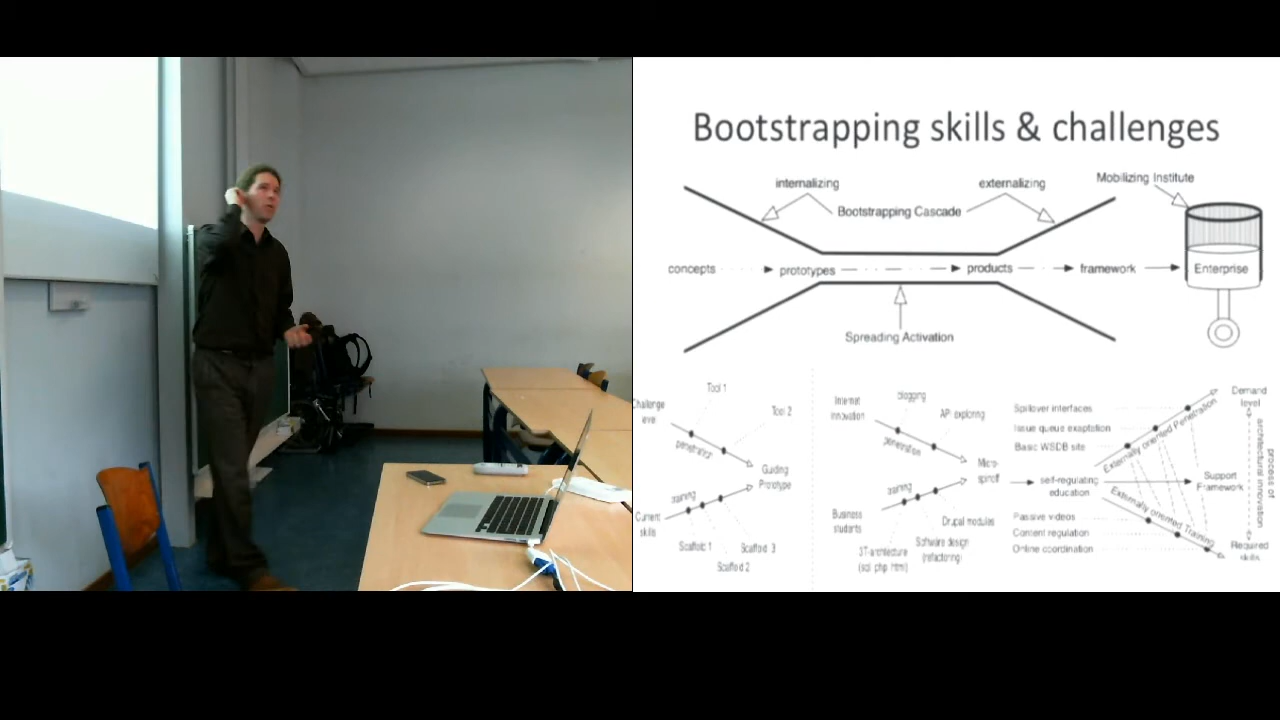 Bootstrapping skills & challenges
internalizing
externalizing
Mobilizing Institute
Bootstrapping Cascade
concepts
prototypes
products
framework
Enterprise
Spreading Activation
Challenge
level
Tool 1
Tool 2
penetrating
Guiding
Prototype
training
Current
skills
Scaffold 1
Scaffold 2
Scaffold 3
Internet
innovation
blogging
API exploring
penetration
Micro-
spinoff
training
Business
students
Drupal modules
Software design
(refactoring)
3T-architecture
(sql php html)
Spillover interfaces
Issue queue exaptation
Basic WSDB site
self-regulating
education
Passive videos
Content regulation
Online coordination
Externally oriented Penetration
Externally oriented Training
Support
Framework
Demand
level
Required
skills
process of
architectural innovation